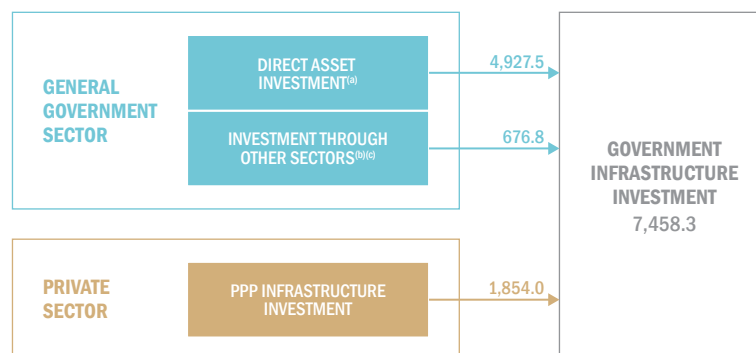 GENERAL
GOVERNMENT
SECTOR
DIRECT ASSET
INVESTMENT(a)
4,927.5
INVESTMENT THROUGH
OTHER SECTORS(b)(c)
676.8
GOVERNMENT
INFRASTRUCTURE
INVESTMENT
7,458.3
PRIVATE
SECTOR
PPP INFRASTRUCTURE
INVESTMENT
1,854.0